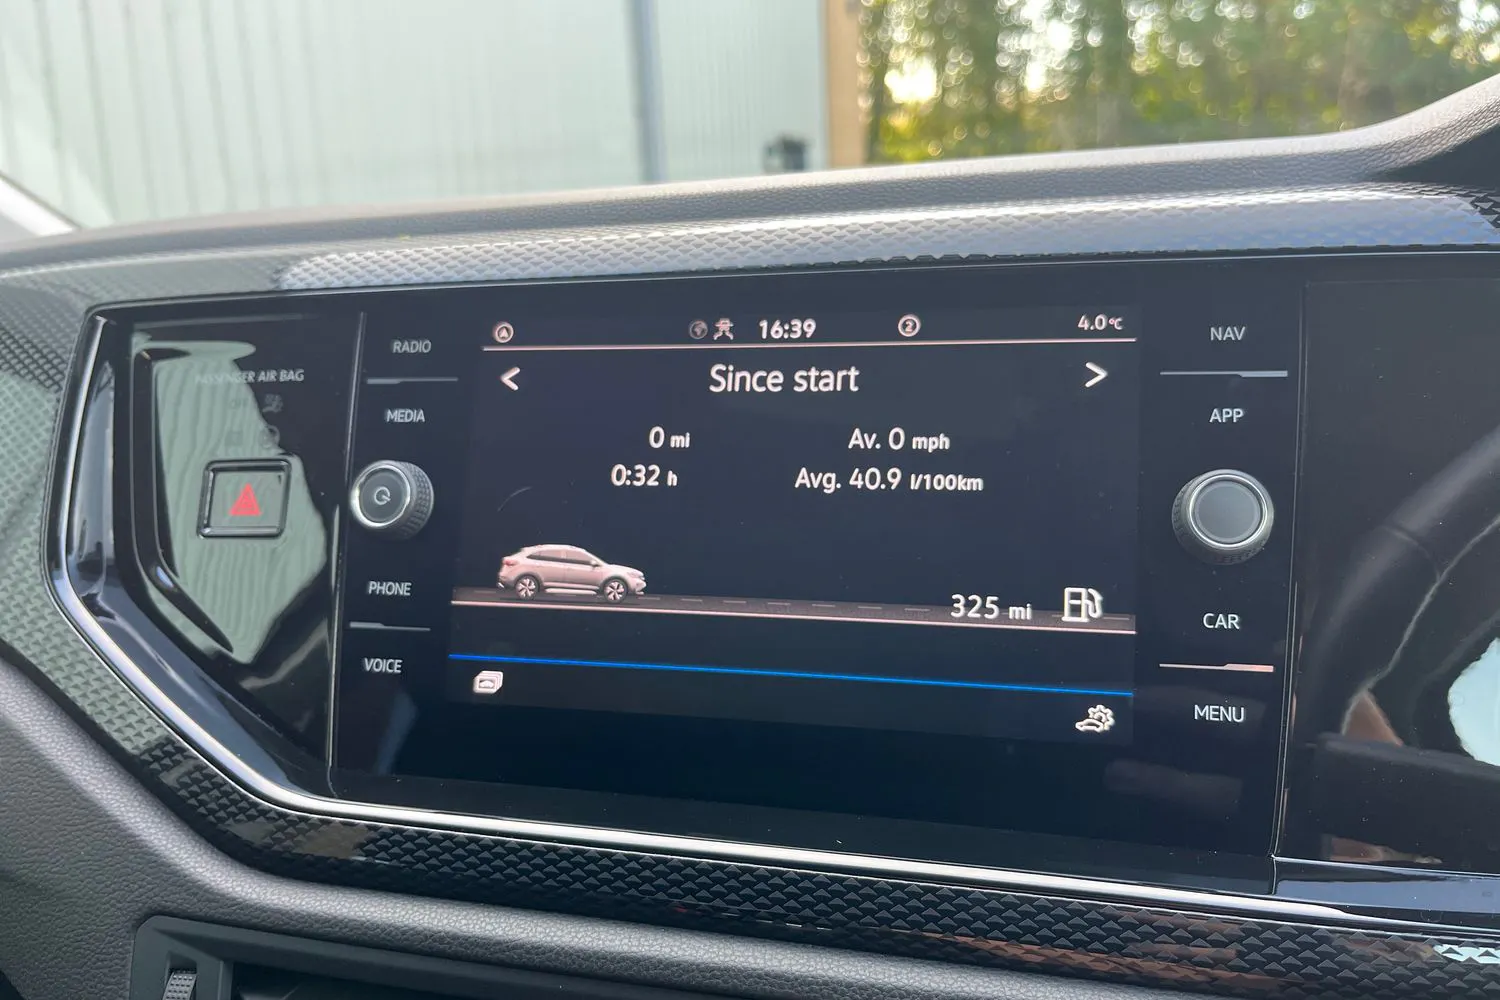 RADIO
MEDIA
PHONE
VOICE
PASSENGER AIR BAG
A
16:39
2
4.0°C
< Since start >
0 mi
Av. 0 mph
0:32 h
Avg. 40.9 l/100km
325 mi
NAV
APP
CAR
MENU